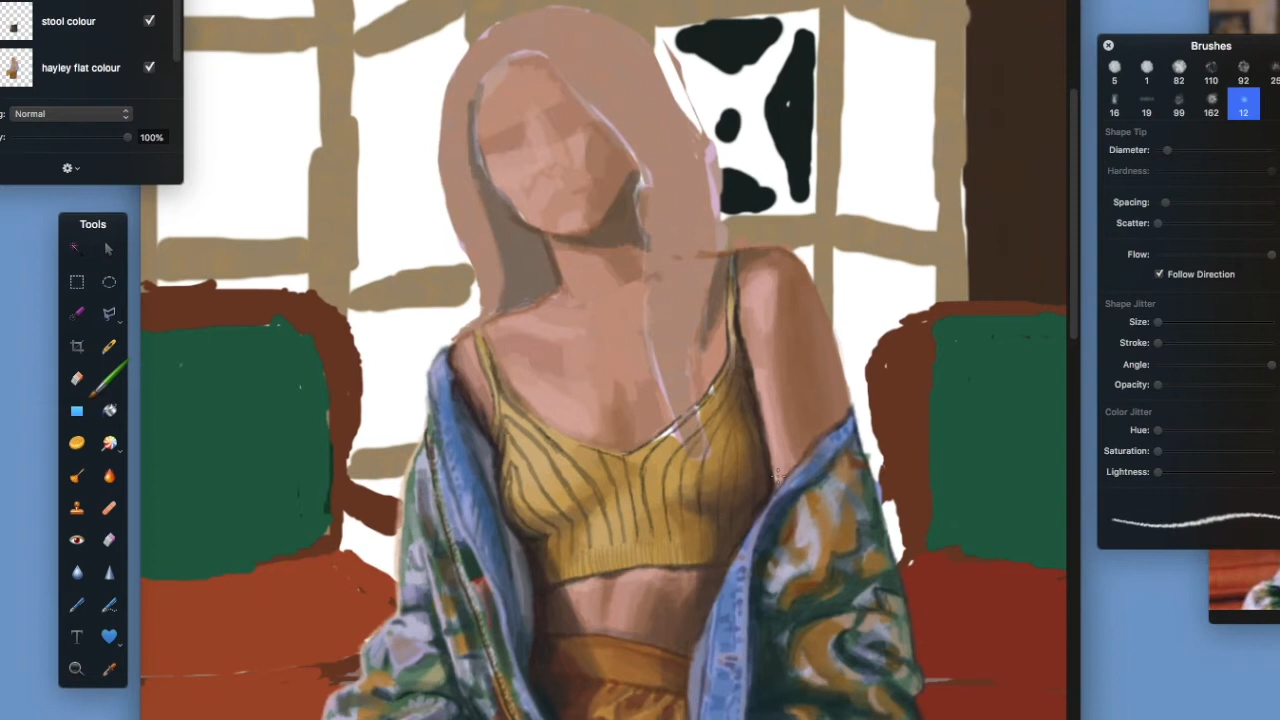 stool colour
hayley flat colour
g: Normal
y: 100%
Tools
Brushes
5 1 82 110 92 25
16 19 99 162 12
Shape Tip
Diameter:
Hardness:
Spacing:
Scatter:
Flow:
Follow Direction
Shape Jitter
Size:
Stroke:
Angle:
Opacity:
Color Jitter
Hue:
Saturation:
Lightness: